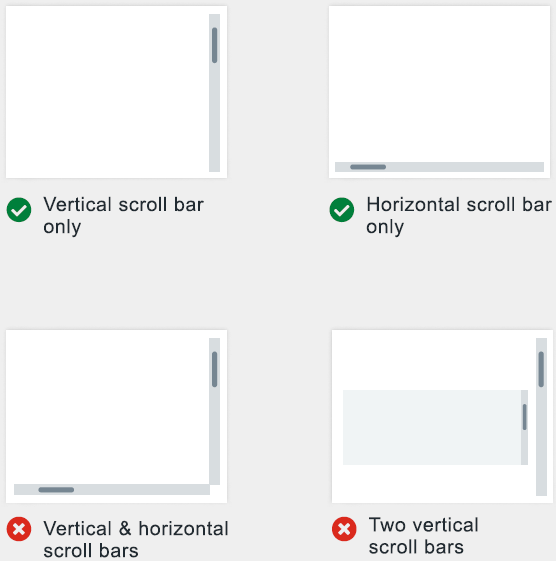 Vertical scroll bar
only
Horizontal scroll bar
only
Vertical & horizontal
scroll bars
Two vertical
scroll bars